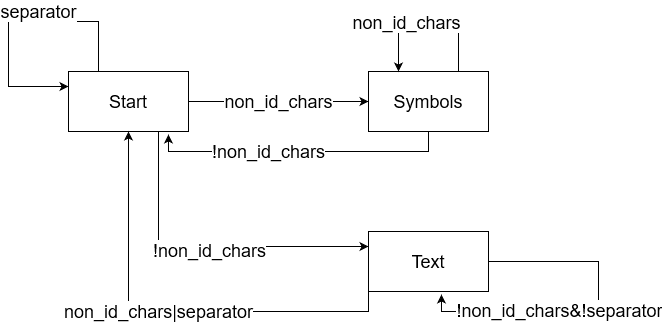 separator
non_id_chars
Start
non_id_chars
Symbols
!non_id_chars
!non_id_chars
Text
non_id_chars|separator
!non_id_chars&!separator